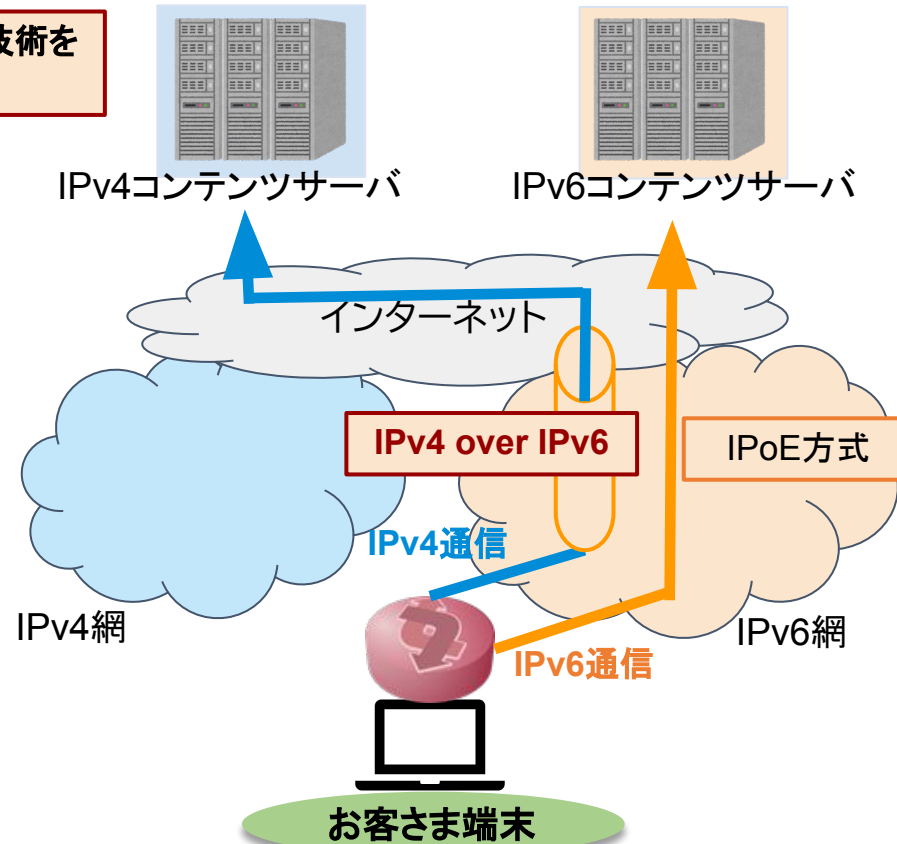 技術を
IPv4コンテンツサーバ
IPv6コンテンツサーバ
インターネット
IPv4 over IPv6
IPoE方式
IPv4通信
IPv4網
IPv6網
IPv6通信
お客さま端末